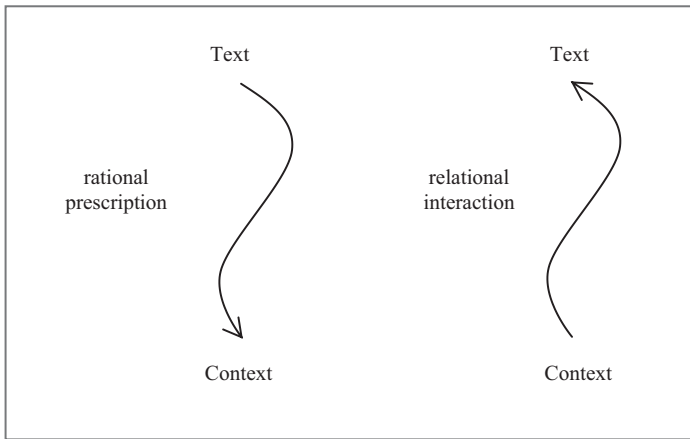 Text
Text
rational
prescription
relational
interaction
Context
Context